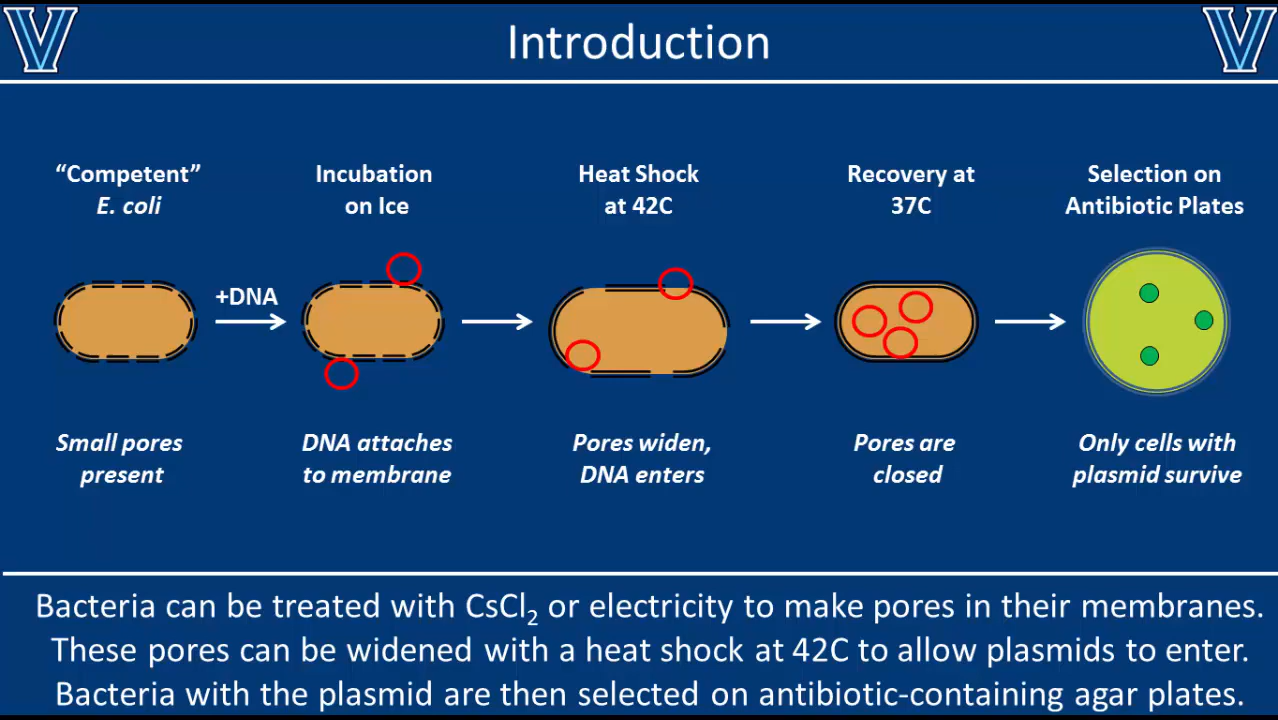 Introduction
"Competent"
E. coli
Incubation
on Ice
Heat Shock
at 42C
Recovery at
37C
Selection on
Antibiotic Plates
+DNA
Small pores
present
DNA attaches
to membrane
Pores widen,
DNA enters
Pores are
closed
Only cells with
plasmid survive
Bacteria can be treated with CsCl₂ or electricity to make pores in their membranes.
These pores can be widened with a heat shock at 42C to allow plasmids to enter.
Bacteria with the plasmid are then selected on antibiotic-containing agar plates.